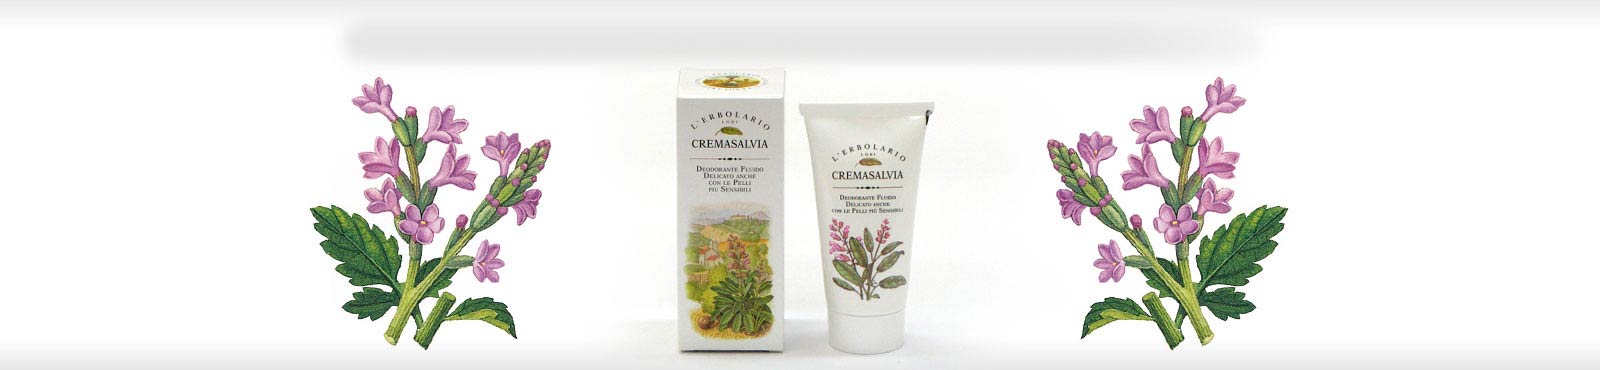 L'ERBOLARIO
LODI
CREMASALVIA
DEODORANTE FLUIDO
DELICATO ANCHE
CON LE PELLI
PIÙ SENSIBILI
L'ERBOLARIO
LODI
CREMASALVIA
DEODORANTE FLUIDO
DELICATO ANCHE
CON LE PELLI PIÙ SENSIBILI